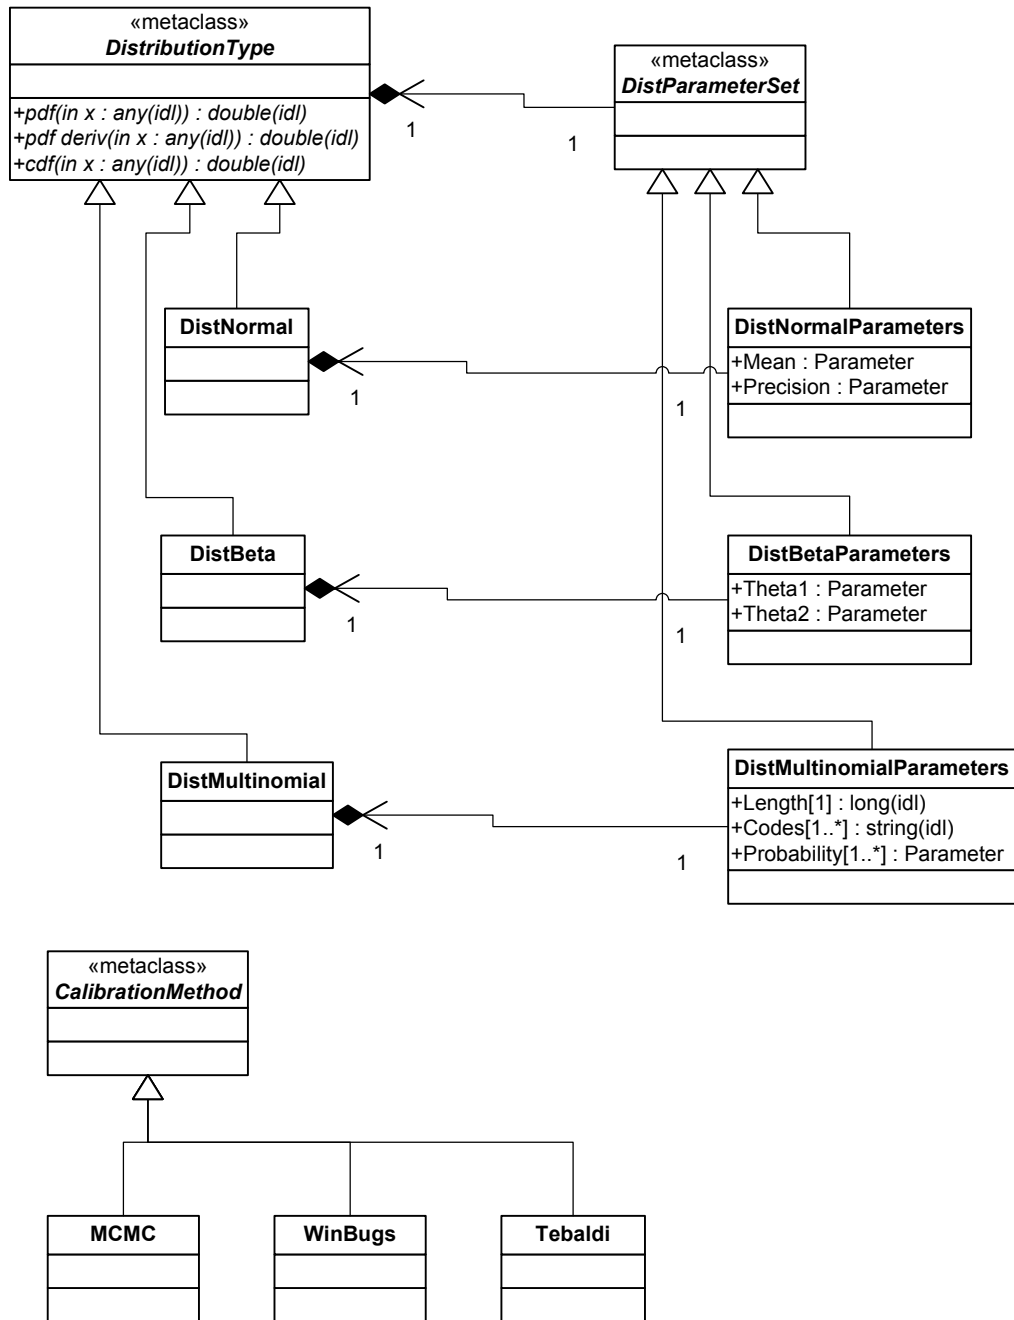 «metaclass»
DistributionType
+pdf(in x : any(idl)) : double(idl)
+pdf deriv(in x : any(idl)) : double(idl)
+cdf(in x : any(idl)) : double(idl)
1
1
«metaclass»
DistParameterSet
DistNormal
1
1
DistNormalParameters
+Mean : Parameter
+Precision : Parameter
DistBeta
1
1
DistBetaParameters
+Theta1 : Parameter
+Theta2 : Parameter
DistMultinomial
1
1
DistMultinomialParameters
+Length[1] : long(idl)
+Codes[1..*] : string(idl)
+Probability[1..*] : Parameter
«metaclass»
CalibrationMethod
MCMC
WinBugs
Tebaldi